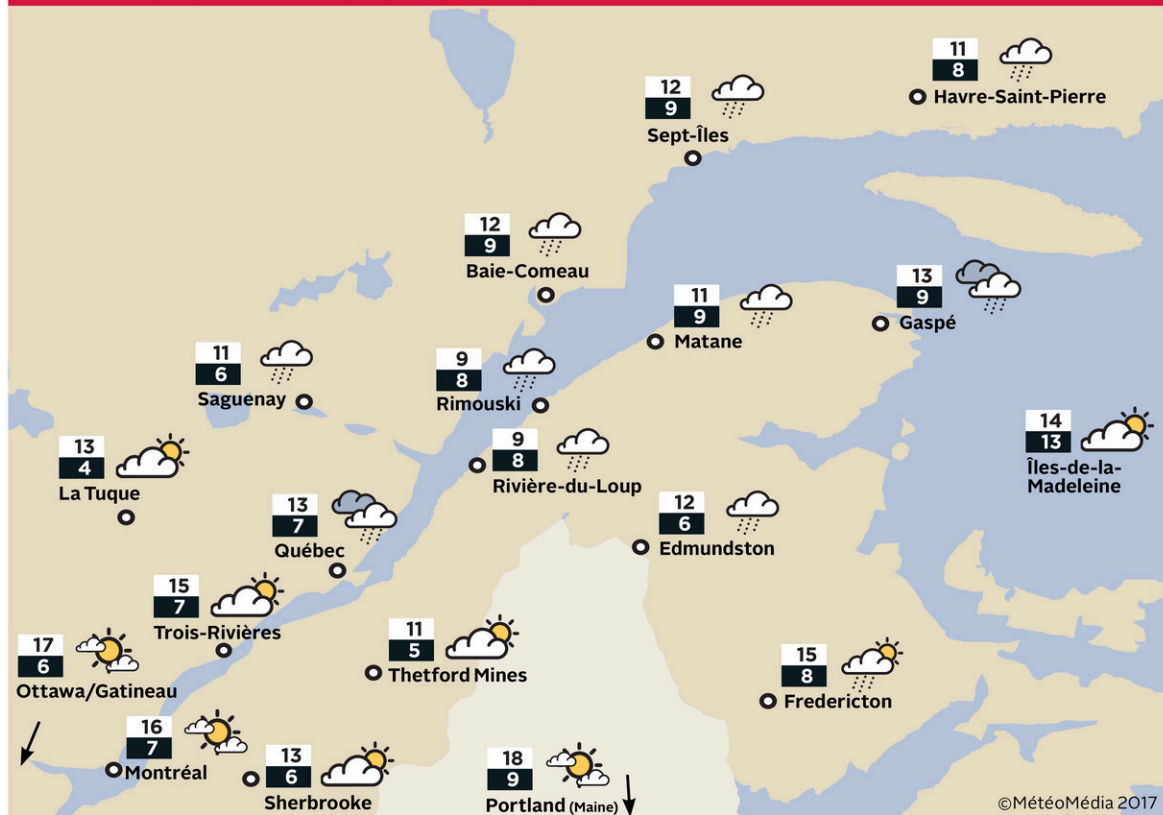 11
8
Havre-Saint-Pierre
12
9
Sept-Îles
12
9
Baie-Comeau
13
9
Gaspé
11
9
Matane
11
6
Saguenay
9
8
Rimouski
14
13
Îles-de-la-
Madeleine
13
4
La Tuque
9
8
Rivière-du-Loup
13
7
Québec
12
6
Edmundston
15
7
Trois-Rivières
17
6
Ottawa/Gatineau
11
5
Thetford Mines
15
8
Fredericton
16
7
Montréal
13
6
Sherbrooke
18
9
Portland (Maine)
©MétéoMédia 2017